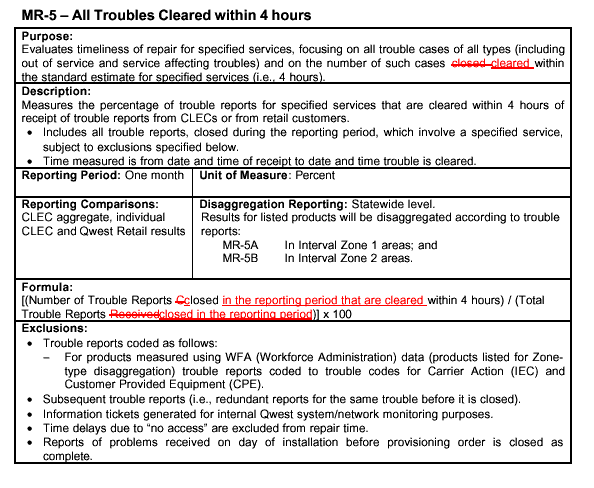 MR-5 – All Troubles Cleared within 4 hours
Purpose:
Evaluates timeliness of repair for specified services, focusing on all trouble cases of all types (including
out of service and service affecting troubles) and on the number of such cases closed cleared within
the standard estimate for specified services (i.e., 4 hours).
Description:
Measures the percentage of trouble reports for specified services that are cleared within 4 hours of
receipt of trouble reports from CLECs or from retail customers.
• Includes all trouble reports, closed during the reporting period, which involve a specified service,
subject to exclusions specified below.
• Time measured is from date and time of receipt to date and time trouble is cleared.
Reporting Period: One month
Unit of Measure: Percent
Reporting Comparisons:
CLEC aggregate, individual
CLEC and Qwest Retail results
Disaggregation Reporting: Statewide level.
Results for listed products will be disaggregated according to trouble
reports:
MR-5A In Interval Zone 1 areas; and
MR-5B In Interval Zone 2 areas.
Formula:
[(Number of Trouble Reports Cclosed in the reporting period that are cleared within 4 hours) / (Total
Trouble Reports Receivedclosed in the reporting period)] x 100
Exclusions:
• Trouble reports coded as follows:
– For products measured using WFA (Workforce Administration) data (products listed for Zone-
type disaggregation) trouble reports coded to trouble codes for Carrier Action (IEC) and
Customer Provided Equipment (CPE).
• Subsequent trouble reports (i.e., redundant reports for the same trouble before it is closed).
• Information tickets generated for internal Qwest system/network monitoring purposes.
• Time delays due to “no access” are excluded from repair time.
• Reports of problems received on day of installation before provisioning order is closed as
complete.